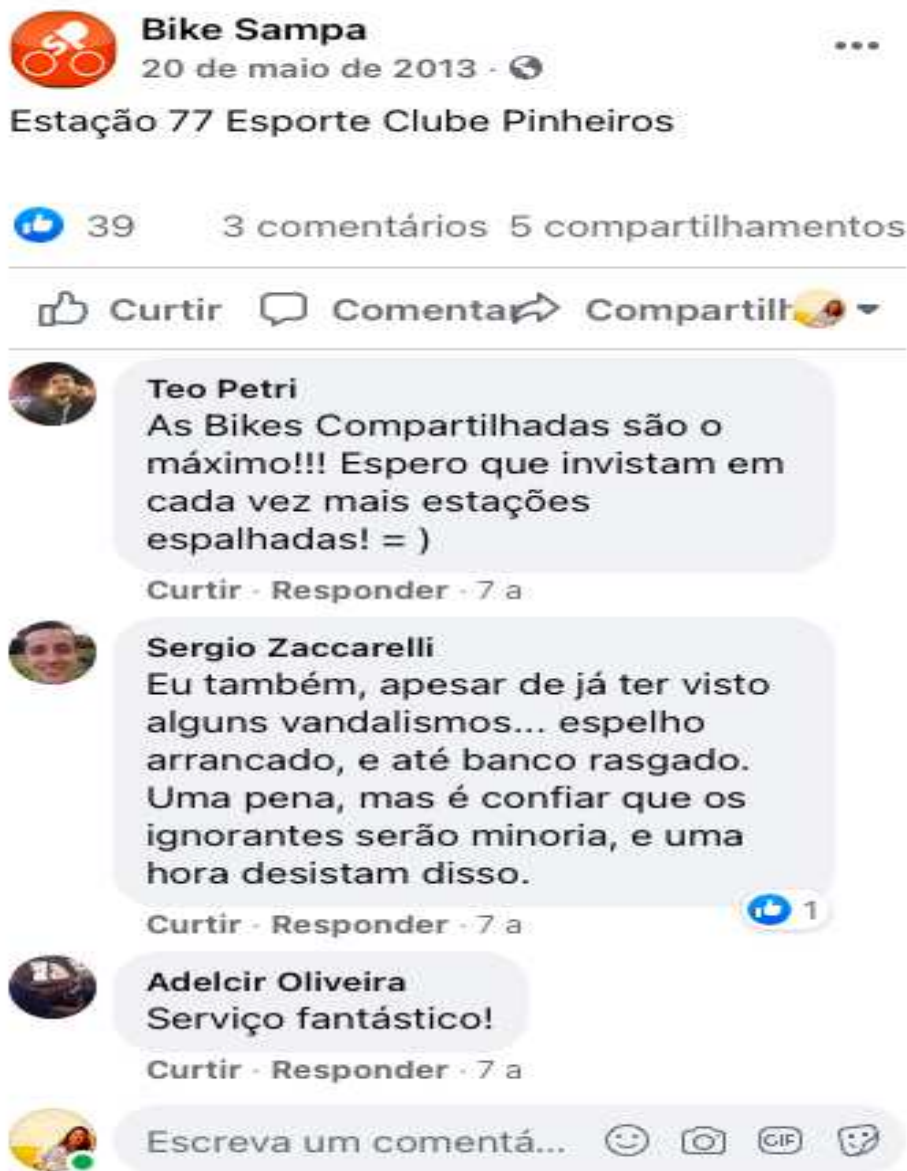 Bike Sampa
20 de maio de 2013 ·
Estação 77 Esporte Clube Pinheiros
39 3 comentários 5 compartilhamentos
Curtir Comentar Compartilh
Teo Petri
As Bikes Compartilhadas são o
máximo!!! Espero que invistam em
cada vez mais estações
espalhadas! = )
Curtir · Responder · 7 a
Sergio Zaccarelli
Eu também, apesar de já ter visto
alguns vandalismos... espelho
arrancado, e até banco rasgado.
Uma pena, mas é confiar que os
ignorantes serão minoria, e uma
hora desistam disso.
1
Curtir · Responder · 7 a
Adelcir Oliveira
Serviço fantástico!
Curtir · Responder · 7 a
Escreva um comentá... GIF